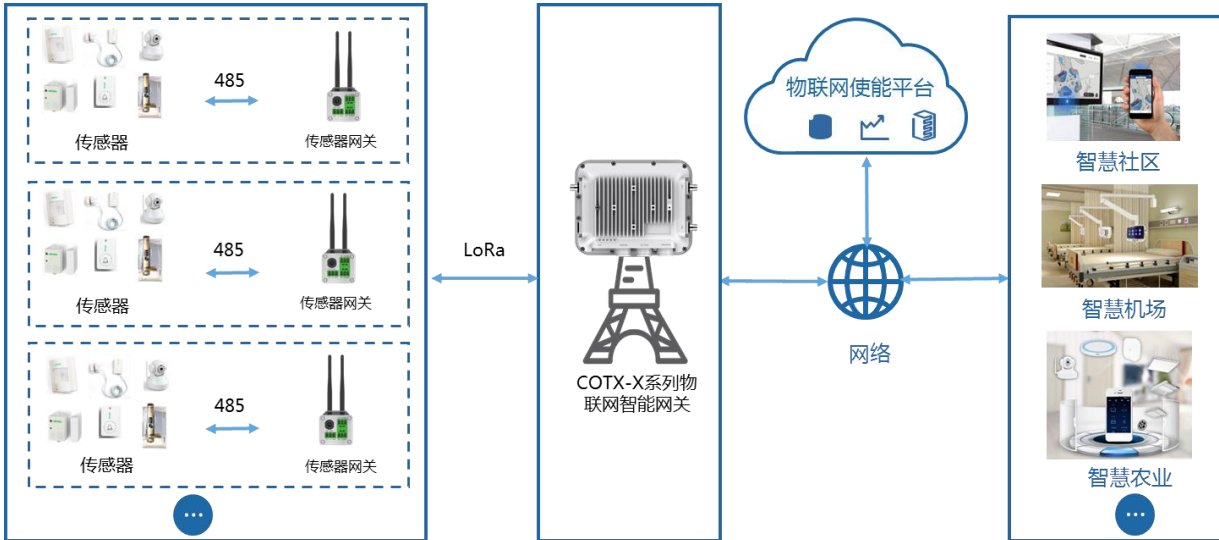 485
传感器
传感器网关
485
传感器
传感器网关
485
传感器
传感器网关
LoRa
COTX-X系列物
联网智能网关
物联网使能平台
网络
智慧社区
智慧机场
智慧农业